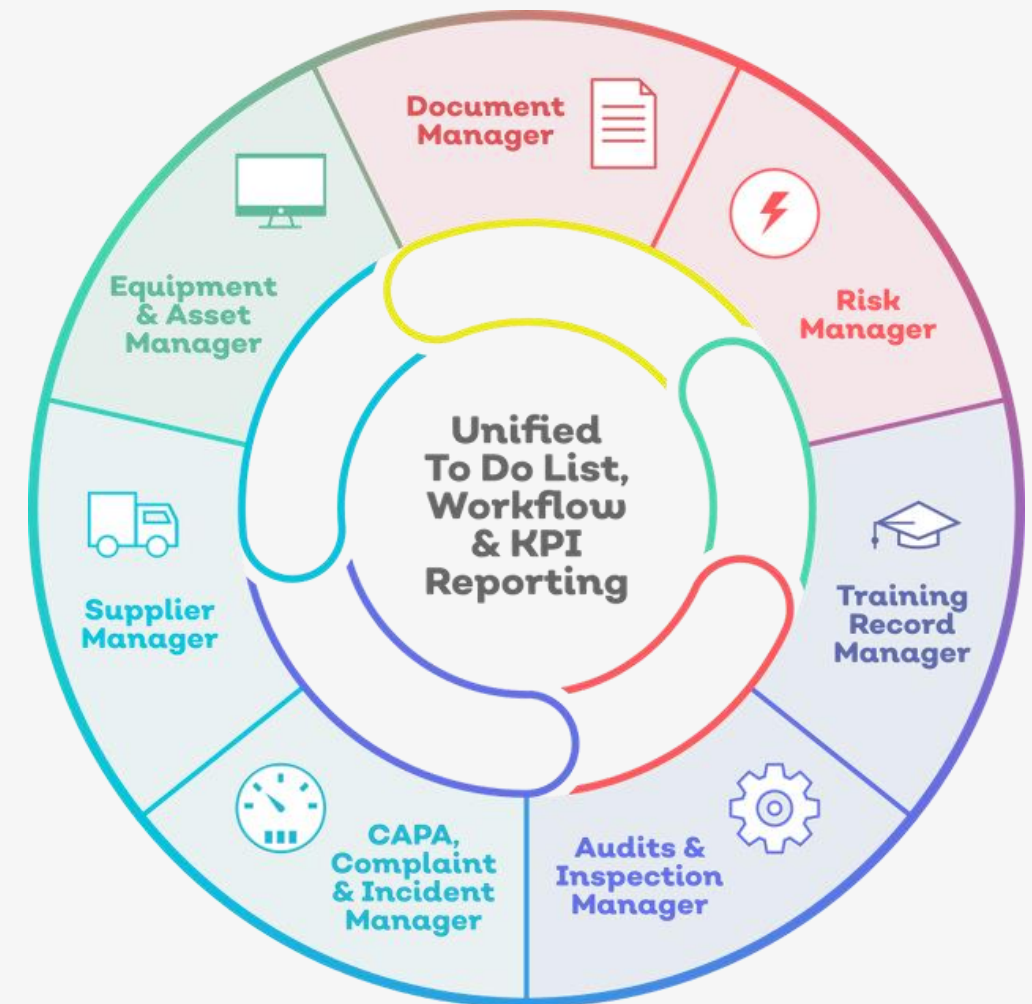 Document
Manager
Risk
Manager
Training
Record
Manager
Audits &
Inspection
Manager
CAPA,
Complaint
& Incident
Manager
Supplier
Manager
Equipment
& Asset
Manager
Unified
To Do List,
Workflow
& KPI
Reporting